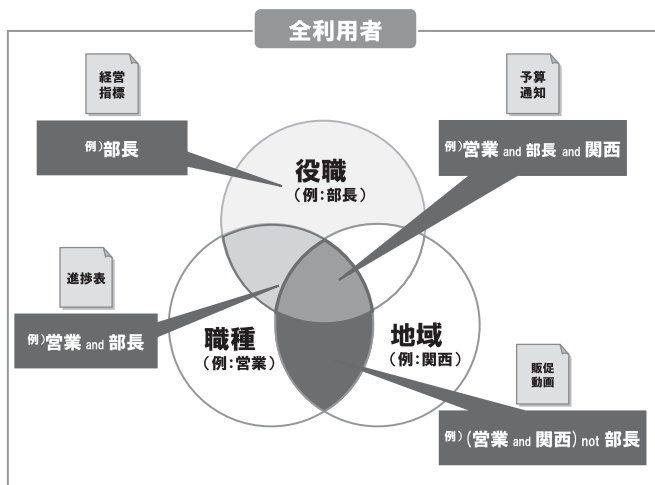 全利用者
経営
指標
例)部長
予算
通知
例)営業 and 部長 and 関西
役職
(例:部長)
進捗表
例)営業 and 部長
職種
(例:営業)
地域
(例:関西)
販促
動画
例)(営業 and 関西) not 部長